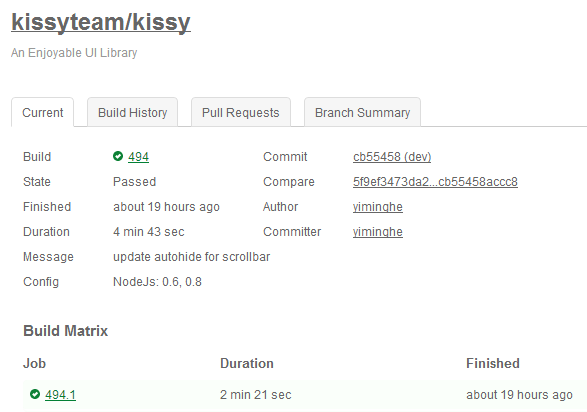 kissyteam/kissy
An Enjoyable UI Library
Current Build History Pull Requests Branch Summary
Build 494 Commit cb55458 (dev)
State Passed Compare 5f9ef3473da2...cb55458accc8
Finished about 19 hours ago Author yiminghe
Duration 4 min 43 sec Committer yiminghe
Message update autohide for scrollbar
Config NodeJs: 0.6, 0.8
Build Matrix
Job Duration Finished
494.1 2 min 21 sec about 19 hours ago